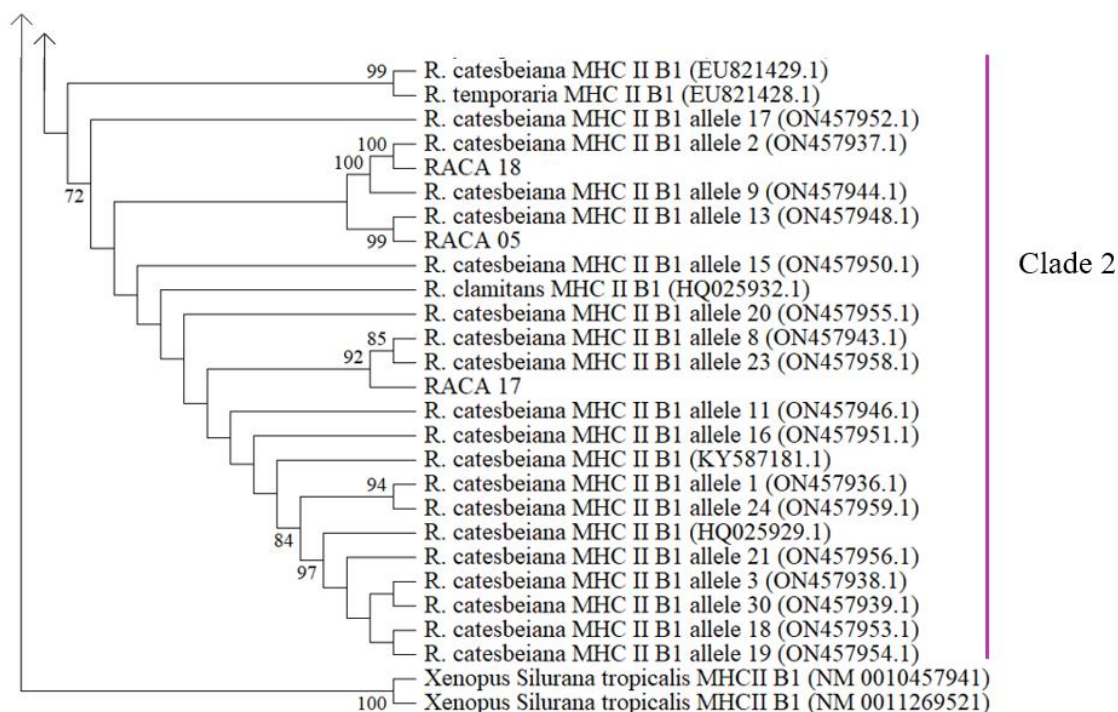 99
R. catesbeiana MHC II B1 (EU821429.1)
R. temporaria MHC II B1 (EU821428.1)
R. catesbeiana MHC II B1 allele 17 (ON457952.1)
100
R. catesbeiana MHC II B1 allele 2 (ON457937.1)
100
RACA 18
72
R. catesbeiana MHC II B1 allele 9 (ON457944.1)
R. catesbeiana MHC II B1 allele 13 (ON457948.1)
99
RACA 05
Clade 2
R. catesbeiana MHC II B1 allele 15 (ON457950.1)
R. clamitans MHC II B1 (HQ025932.1)
R. catesbeiana MHC II B1 allele 20 (ON457955.1)
85
R. catesbeiana MHC II B1 allele 8 (ON457943.1)
92
R. catesbeiana MHC II B1 allele 23 (ON457958.1)
RACA 17
R. catesbeiana MHC II B1 allele 11 (ON457946.1)
R. catesbeiana MHC II B1 allele 16 (ON457951.1)
R. catesbeiana MHC II B1 (KY587181.1)
94
R. catesbeiana MHC II B1 allele 1 (ON457936.1)
R. catesbeiana MHC II B1 allele 24 (ON457959.1)
84
R. catesbeiana MHC II B1 (HQ025929.1)
97
R. catesbeiana MHC II B1 allele 21 (ON457956.1)
R. catesbeiana MHC II B1 allele 3 (ON457938.1)
R. catesbeiana MHC II B1 allele 30 (ON457939.1)
R. catesbeiana MHC II B1 allele 18 (ON457953.1)
R. catesbeiana MHC II B1 allele 19 (ON457954.1)
Xenopus Silurana tropicalis MHCII B1 (NM 0010457941)
100
Xenopus Silurana tropicalis MHCII B1 (NM 0011269521)